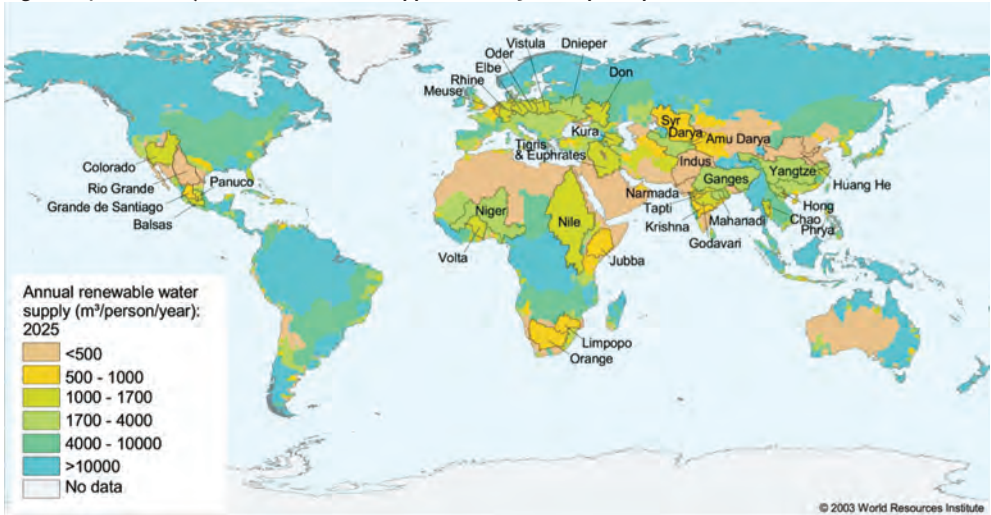 Vistula
Dnieper
Oder
Elbe
Don
Rhine
Meuse
Syr
Darya
Amu Darya
Kura
Tigris
& Euphrates
Indus
Colorado
Ganges
Yangtze
Panuco
Huang He
Rio Grande
Narmada
Grande de Santiago
Niger
Nile
Tapti
Hong
Balsas
Krishna
Mahanadi
Chao
Phrya
Godavari
Volta
Jubba
Annual renewable water
supply (m³/person/year):
2025
<500
500 - 1000
1000 - 1700
1700 - 4000
4000 - 10000
>10000
No data
Limpopo
Orange
© 2003 World Resources Institute